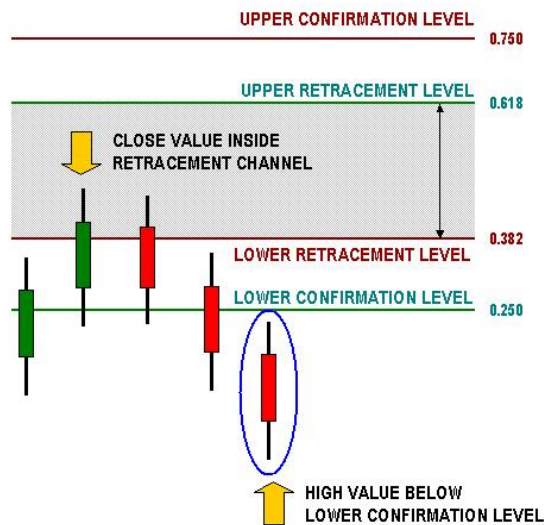 UPPER CONFIRMATION LEVEL
0.750
UPPER RETRACEMENT LEVEL
0.618
CLOSE VALUE INSIDE
RETRACEMENT CHANNEL
0.382
LOWER RETRACEMENT LEVEL
LOWER CONFIRMATION LEVEL
0.250
HIGH VALUE BELOW
LOWER CONFIRMATION LEVEL